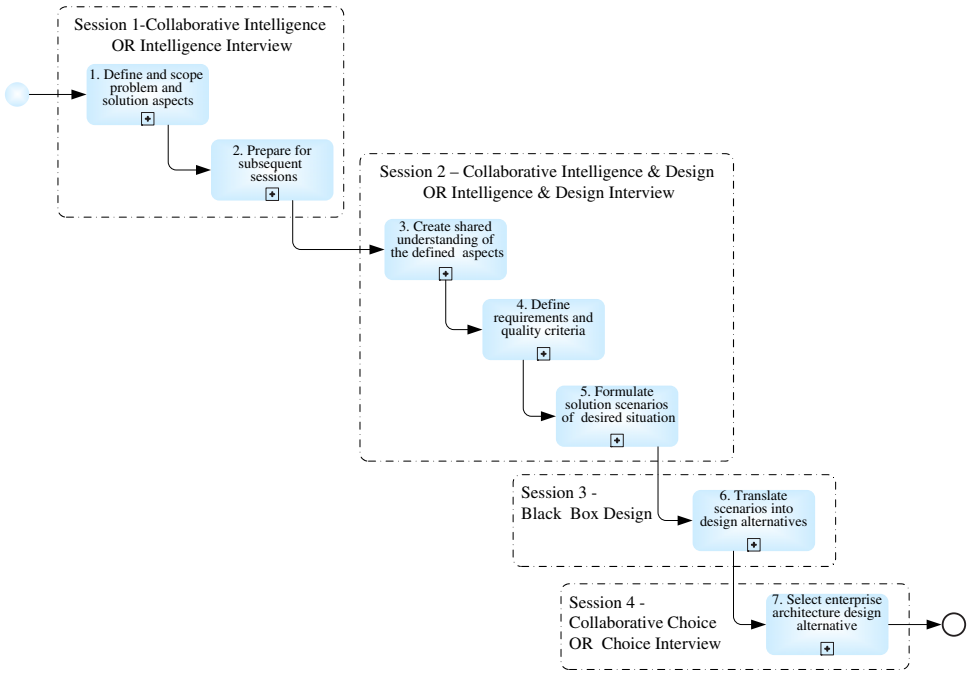 Session 1-Collaborative Intelligence
OR Intelligence Interview
1. Define and scope
problem and
solution aspects
2. Prepare for
subsequent
sessions
Session 2 – Collaborative Intelligence & Design
OR Intelligence & Design Interview
3. Create shared
understanding of
the defined aspects
4. Define
requirements and
quality criteria
5. Formulate
solution scenarios
of desired situation
Session 3 -
Black Box Design
6. Translate
scenarios into
design alternatives
Session 4 -
Collaborative Choice
OR Choice Interview
7. Select enterprise
architecture design
alternative